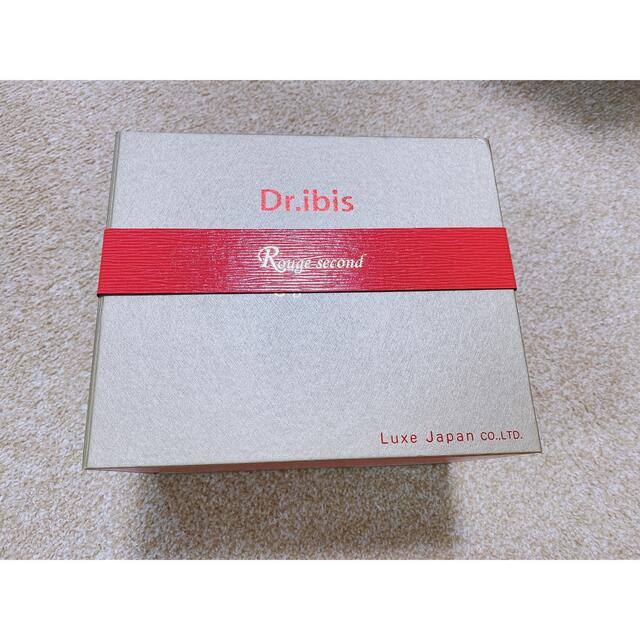 Dr.ibis
Rouge-second
Luxe Japan CO.,LTD.